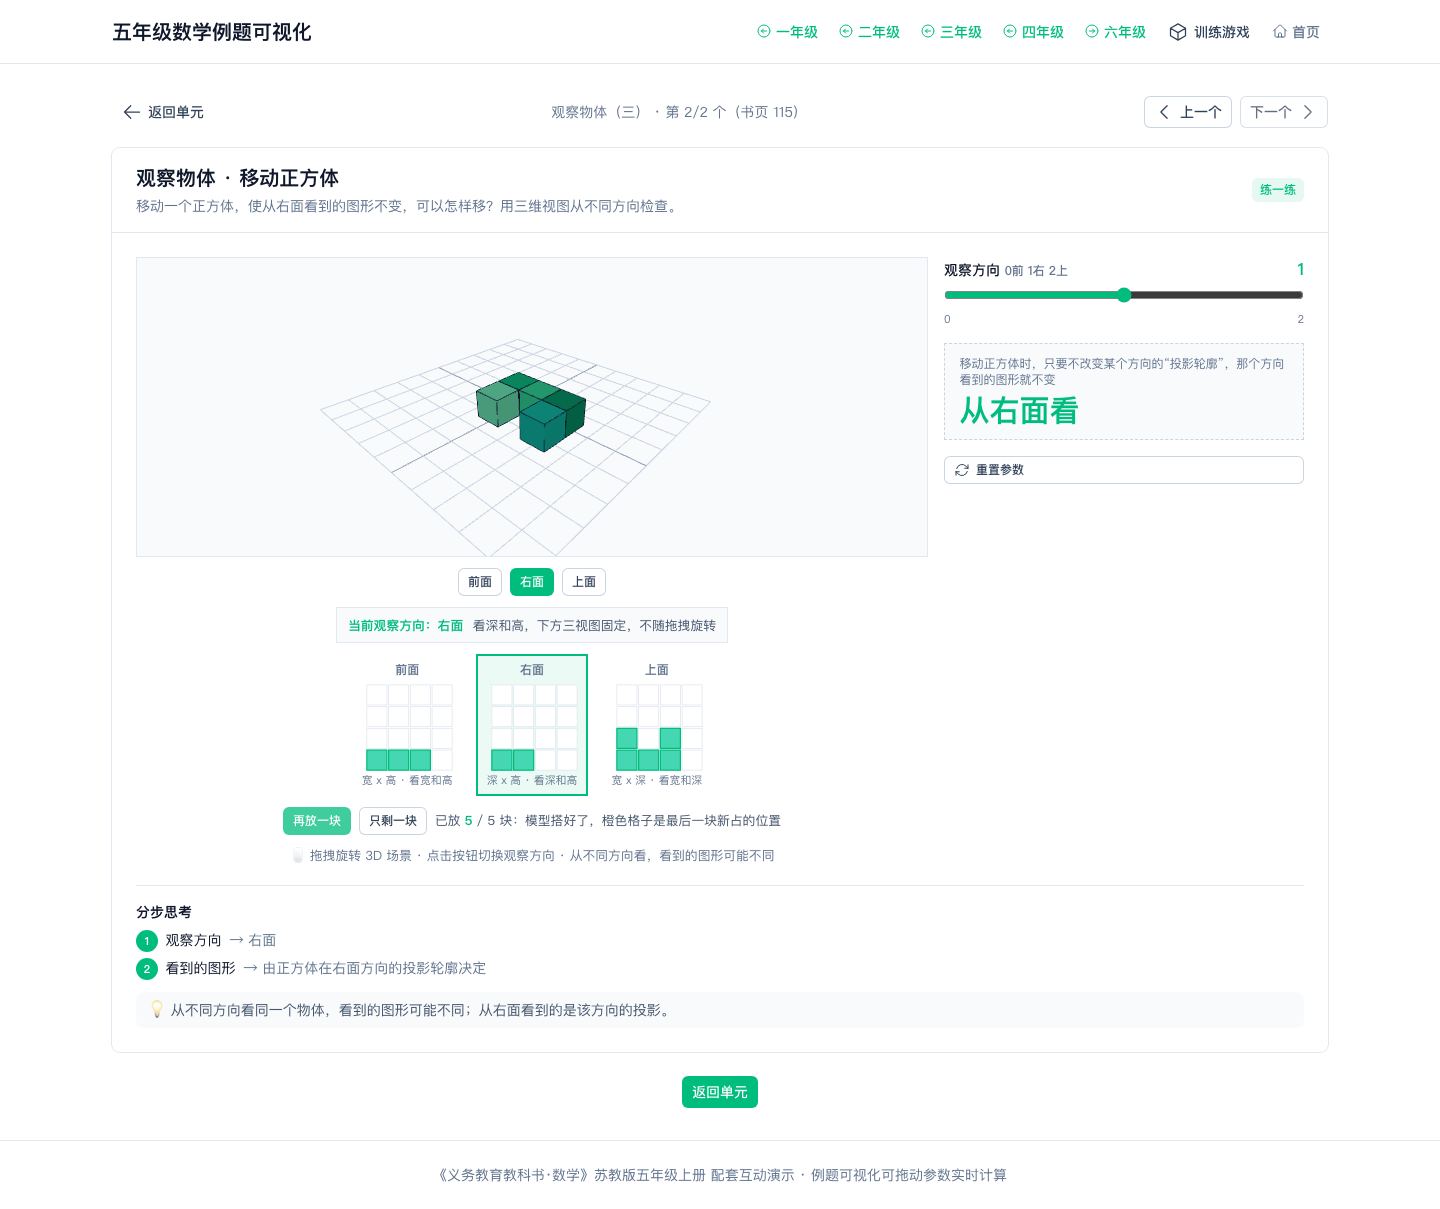 五年级数学例题可视化
一年级 二年级 三年级 四年级 六年级 训练游戏 首页
返回单元
观察物体（三） · 第 2/2 个（书页 115）
上一个 下一个
观察物体 · 移动正方体
移动一个正方体，使从右面看到的图形不变，可以怎样移？用三维视图从不同方向检查。
练一练
观察方向 0前 1右 2上 1
0 2
移动正方体时，只要不改变某个方向的“投影轮廓”，那个方向
看到的图形就不变
从右面看
重置参数
前面 右面 上面
当前观察方向：右面 看深和高，下方三视图固定，不随拖拽旋转
前面 右面 上面
宽 x 高 · 看宽和高 深 x 高 · 看深和高 宽 x 深 · 看宽和深
再放一块 只剩一块 已放 5 / 5 块：模型搭好了，橙色格子是最后一块新占的位置
拖拽旋转 3D 场景 · 点击按钮切换观察方向 · 从不同方向看，看到的图形可能不同
分步思考
1 观察方向 → 右面
2 看到的图形 → 由正方体在右面方向的投影轮廓决定
从不同方向看同一个物体，看到的图形可能不同；从右面看到的是该方向的投影。
返回单元
《义务教育教科书·数学》苏教版五年级上册 配套互动演示 · 例题可视化可拖动参数实时计算